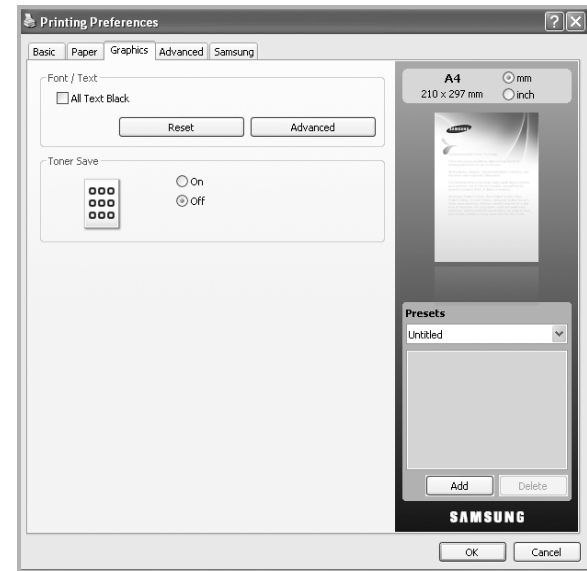 Printing Preferences
Basic Paper Graphics Advanced Samsung
Font / Text
All Text Black
Reset Advanced
Toner Save
On
Off
A4
210 x 297 mm
mm
inch
SAMSUNG
Presets
Untitled
Add Delete
SAMSUNG
OK Cancel